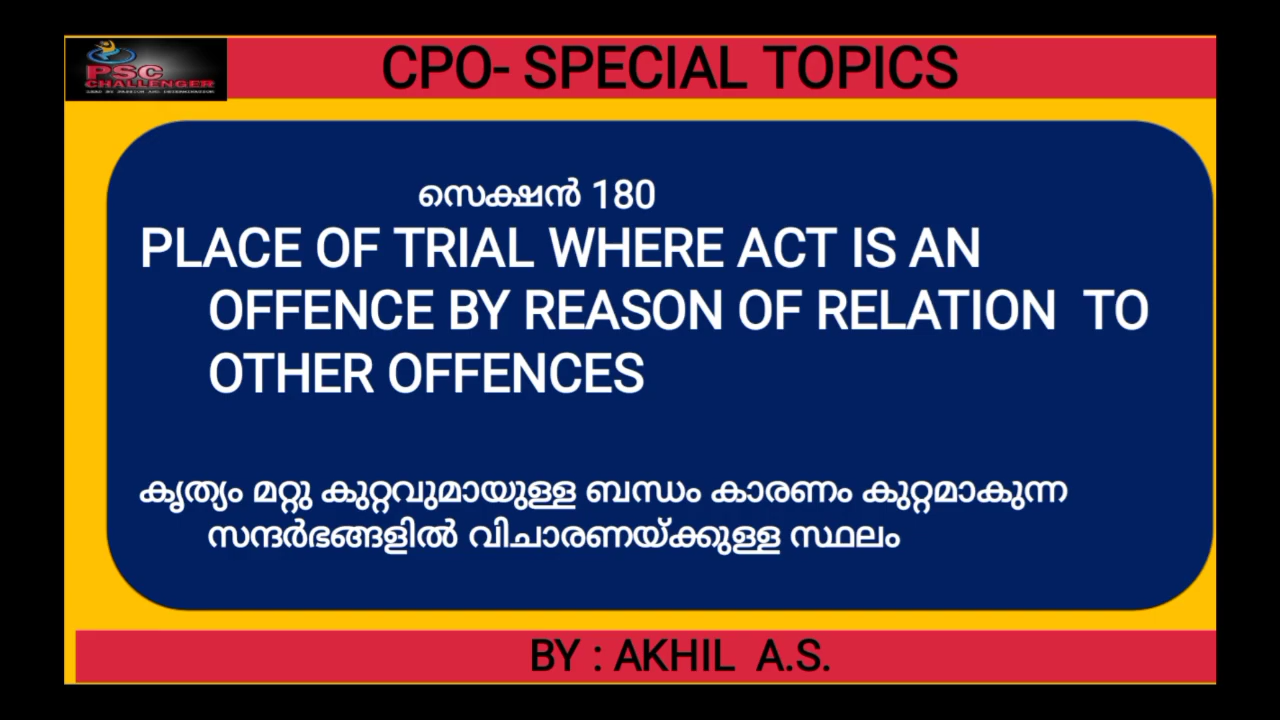 PSC
CHALLENGER
CPO- SPECIAL TOPICS
സെക്ഷൻ 180
PLACE OF TRIAL WHERE ACT IS AN
OFFENCE BY REASON OF RELATION TO
OTHER OFFENCES
കൃത്യം മറ്റു കുറ്റവുമായുള്ള ബന്ധം കാരണം കുറ്റമാകുന്ന
സന്ദർഭങ്ങളിൽ വിചാരണയ്ക്കുള്ള സ്ഥലം
BY : AKHIL A.S.